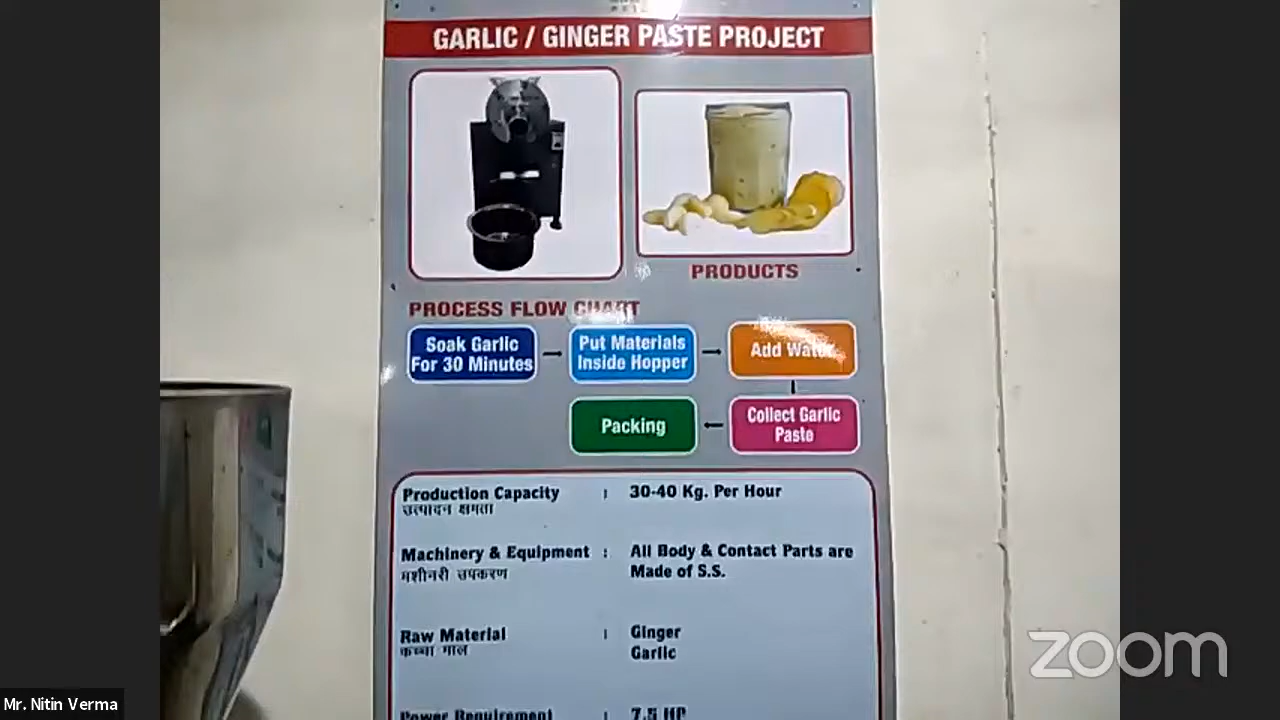 GARLIC / GINGER PASTE PROJECT
PRODUCTS
PROCESS FLOW CHART
Soak Garlic
For 30 Minutes
Put Materials
Inside Hopper
Add Water
Collect Garlic
Paste
Packing
Production Capacity : 30-40 Kg. Per Hour
उत्पादन क्षमता
Machinery & Equipment : All Body & Contact Parts are
Made of S.S.
मशीनरी उपकरण
Raw Material : Ginger
कच्चा माल
Garlic
Power Requirement : 7.5 HP
zoom
Mr. Nitin Verma